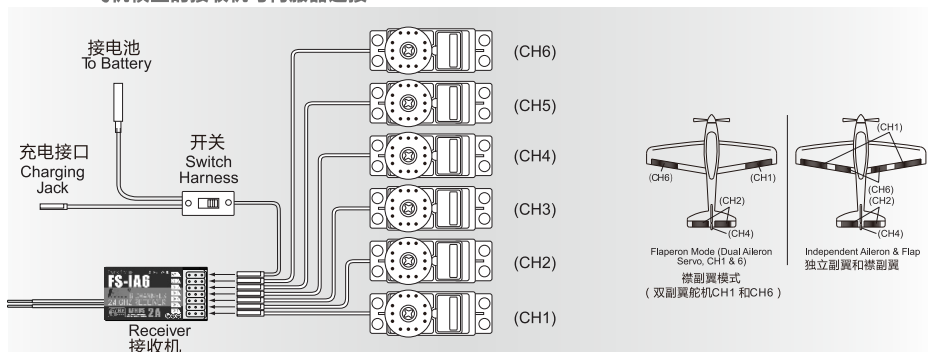 接电池
To Battery
充电接口
Charging
Jack
开关
Switch
Harness
FS-iA6
2A
Receiver
接收机
(CH6)
(CH5)
(CH4)
(CH3)
(CH2)
(CH1)
(CH6)
(CH1)
(CH2)
(CH4)
Flaperon Mode (Dual Aileron
Servo, CH1 & 6)
襟副翼模式
( 双副翼舵机CH1 和CH6 )
(CH1)
(CH6)
(CH2)
(CH4)
Independent Aileron & Flap
独立副翼和襟副翼